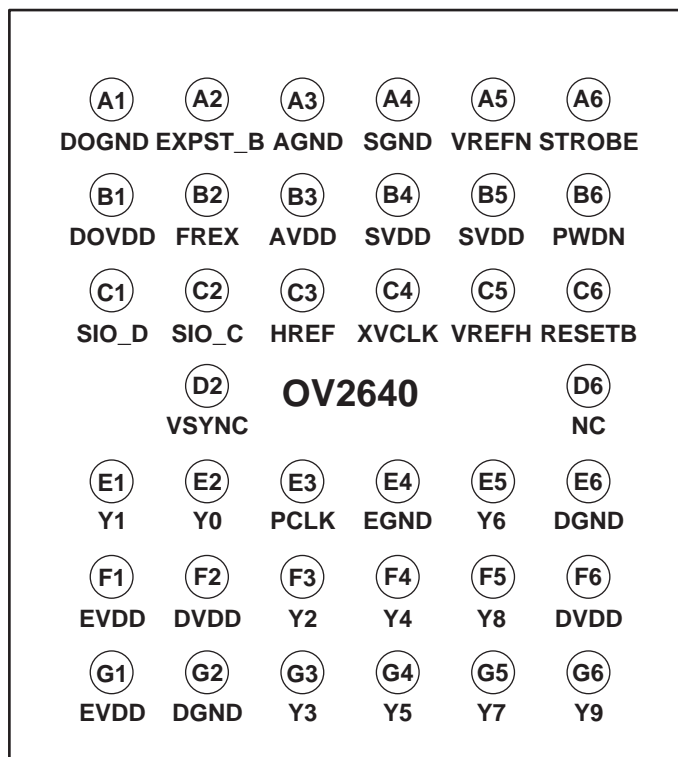 A1 A2 A3 A4 A5 A6
DOGND EXPST_B AGND SGND VREFN STROBE
B1 B2 B3 B4 B5 B6
DOVDD FREX AVDD SVDD SVDD PWDN
C1 C2 C3 C4 C5 C6
SIO_D SIO_C HREF XVCLK VREFH RESETB
D2 OV2640 D6
VSYNC NC
E1 E2 E3 E4 E5 E6
Y1 Y0 PCLK EGND Y6 DGND
F1 F2 F3 F4 F5 F6
EVDD DVDD Y2 Y4 Y8 DVDD
G1 G2 G3 G4 G5 G6
EVDD DGND Y3 Y5 Y7 Y9